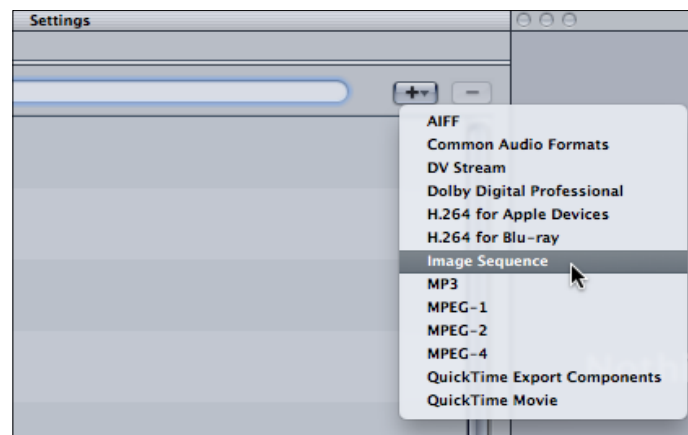 Settings
AIFF
Common Audio Formats
DV Stream
Dolby Digital Professional
H.264 for Apple Devices
H.264 for Blu-ray
Image Sequence
MP3
MPEG-1
MPEG-2
MPEG-4
QuickTime Export Components
QuickTime Movie